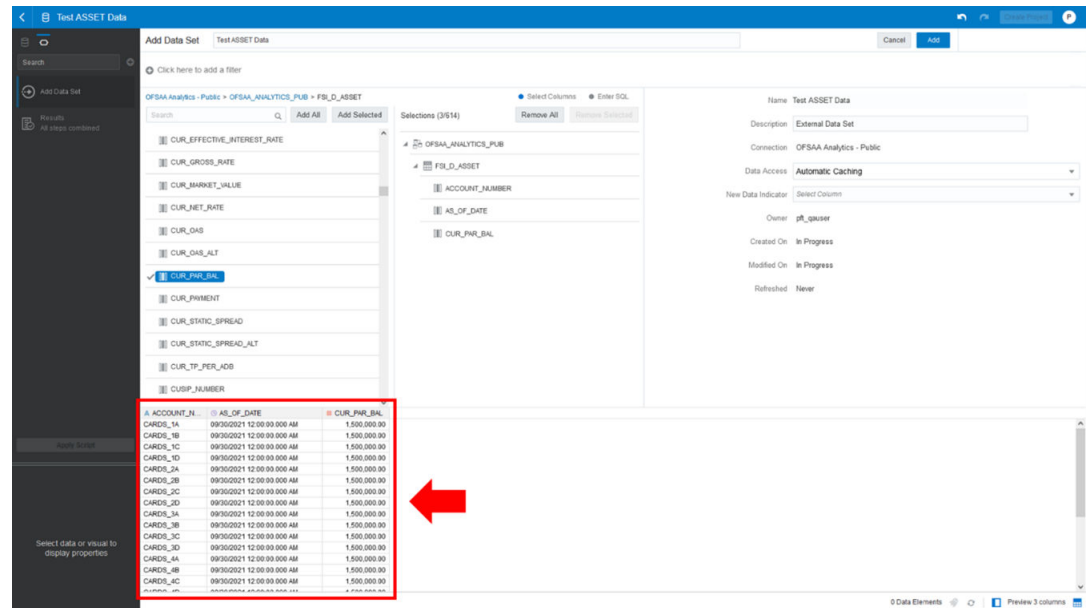 Test ASSET Data
Create Project
P
Add Data Set Test ASSET Data
Cancel Add
Search
Click here to add a filter
Add Data Set
Results
All steps combined
OFSAA Analytics - Public > OFSAA_ANALYTICS_PUB > FSI_D_ASSET
Select Columns Enter SQL
Search Add All Add Selected
Selections (3/614) Remove All Remove Selected
CUR_EFFECTIVE_INTEREST_RATE
CUR_GROSS_RATE
CUR_MARKET_VALUE
CUR_NET_RATE
CUR_OAS
CUR_OAS_ALT
CUR_PAR_BAL
CUR_PAYMENT
CUR_STATIC_SPREAD
CUR_STATIC_SPREAD_ALT
CUR_TP_PER_ADB
CUSIP_NUMBER
OFSAA_ANALYTICS_PUB
FSI_D_ASSET
ACCOUNT_NUMBER
AS_OF_DATE
CUR_PAR_BAL
Name Test ASSET Data
Description External Data Set
Connection OFSAA Analytics - Public
Data Access Automatic Caching
New Data Indicator Select Column
Owner pft_qauser
Created On In Progress
Modified On In Progress
Refreshed Never
A ACCOUNT_N... AS_OF_DATE # CUR_PAR_BAL
CARDS_1A 09/30/2021 12:00:00.000 AM 1,500,000.00
CARDS_1B 09/30/2021 12:00:00.000 AM 1,500,000.00
CARDS_1C 09/30/2021 12:00:00.000 AM 1,500,000.00
CARDS_1D 09/30/2021 12:00:00.000 AM 1,500,000.00
CARDS_2A 09/30/2021 12:00:00.000 AM 1,500,000.00
CARDS_2B 09/30/2021 12:00:00.000 AM 1,500,000.00
CARDS_2C 09/30/2021 12:00:00.000 AM 1,500,000.00
CARDS_2D 09/30/2021 12:00:00.000 AM 1,500,000.00
CARDS_3A 09/30/2021 12:00:00.000 AM 1,500,000.00
CARDS_3B 09/30/2021 12:00:00.000 AM 1,500,000.00
CARDS_3C 09/30/2021 12:00:00.000 AM 1,500,000.00
CARDS_3D 09/30/2021 12:00:00.000 AM 1,500,000.00
CARDS_4A 09/30/2021 12:00:00.000 AM 1,500,000.00
CARDS_4B 09/30/2021 12:00:00.000 AM 1,500,000.00
CARDS_4C 09/30/2021 12:00:00.000 AM 1,500,000.00
Apply Script
Select data or visual to
display properties
0 Data Elements Preview 3 columns